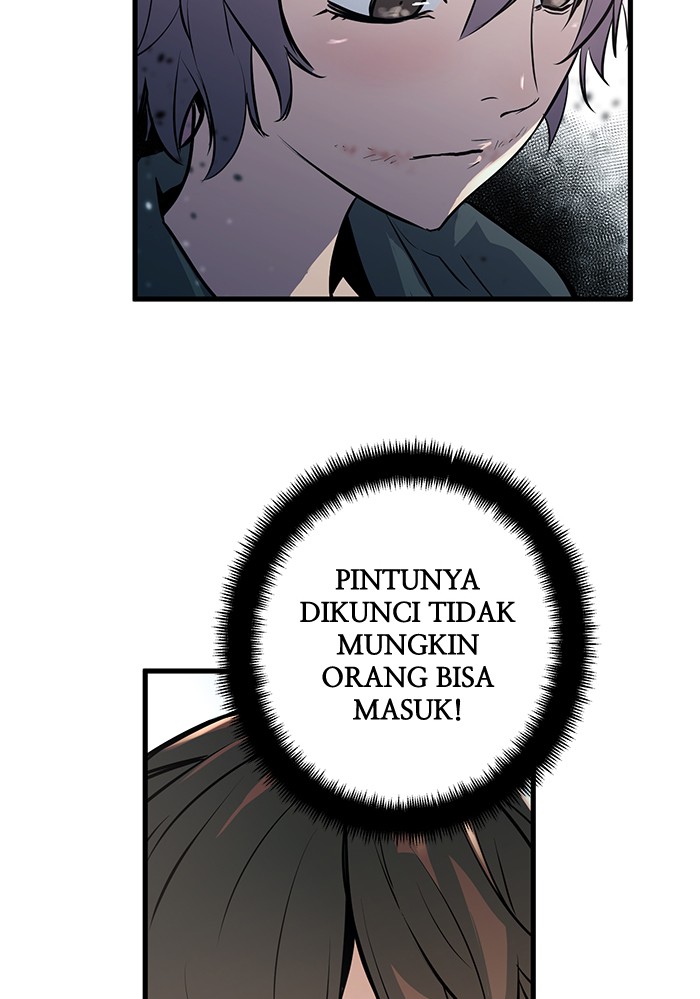 PINTUNYA
DIKUNCI TIDAK
MUNGKIN
ORANG BISA
MASUK!